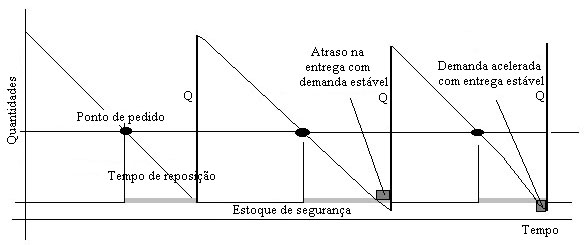 Quantidades
Ponto de pedido
Tempo de reposição
Q
Atraso na
entrega com
demanda estável
Q
Demanda acelerada
com entrega estável
Q
Estoque de segurança
Tempo